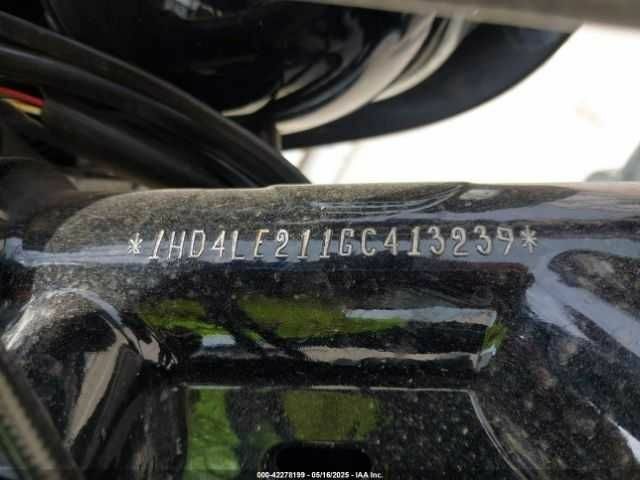 *1HD4LE211GC413239*
000-42278199 - 05/16/2025 - IAA Inc.